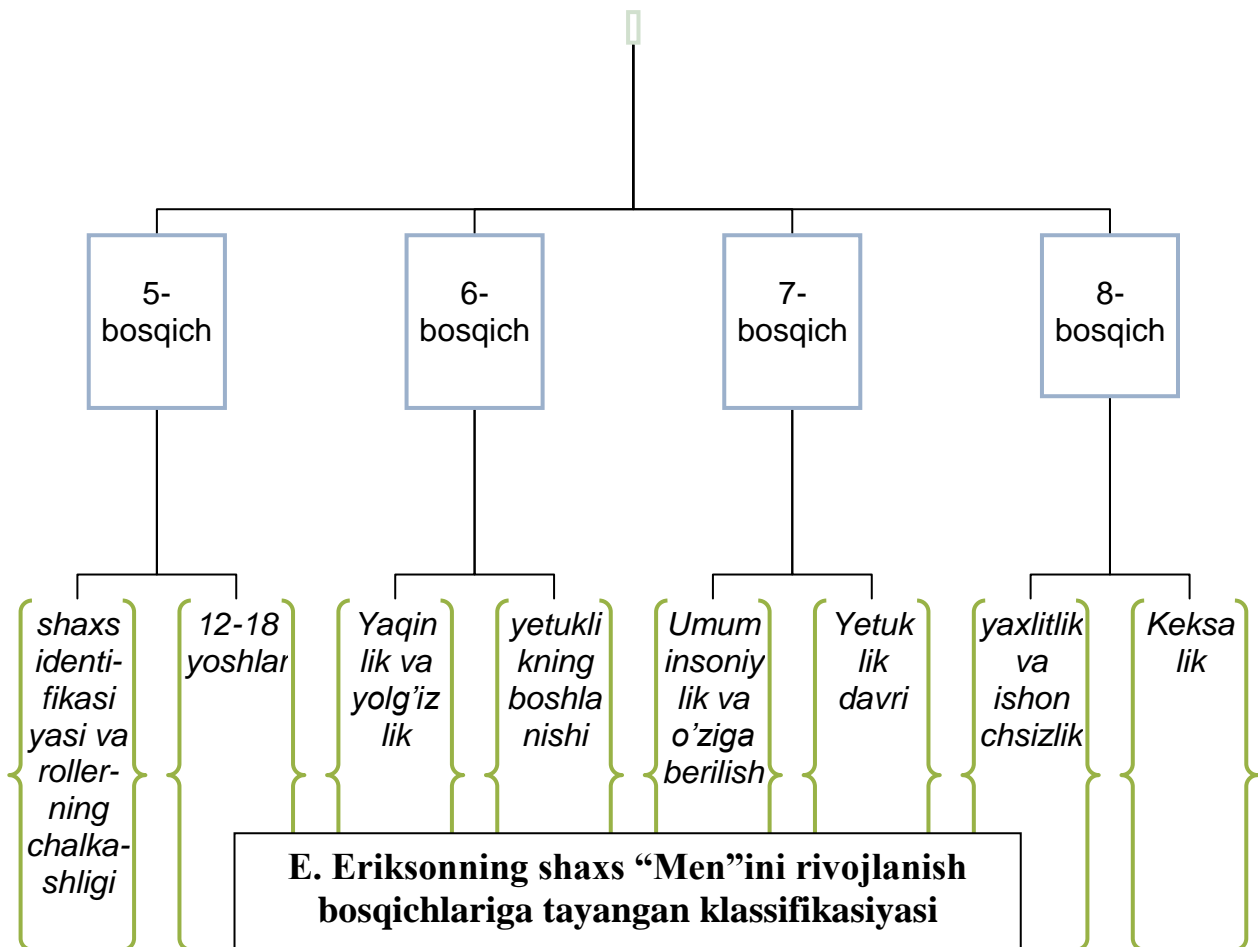 5-
bosqich
6-
bosqich
7-
bosqich
8-
bosqich
shaxs
identi-
fikasi
yasi va
roller-
ning
chalka-
shligi
12-18
yoshlar
Yaqin
lik va
yolg’iz
lik
yetukli
kning
boshla
nishi
Umum
insoniy
lik va
o’ziga
berilish
Yetuk
lik
davri
yaxlitlik
va
ishon
chsizlik
Keksa
lik
E. Eriksonning shaxs “Men”ini rivojlanish
bosqichlariga tayangan klassifikasiyasi